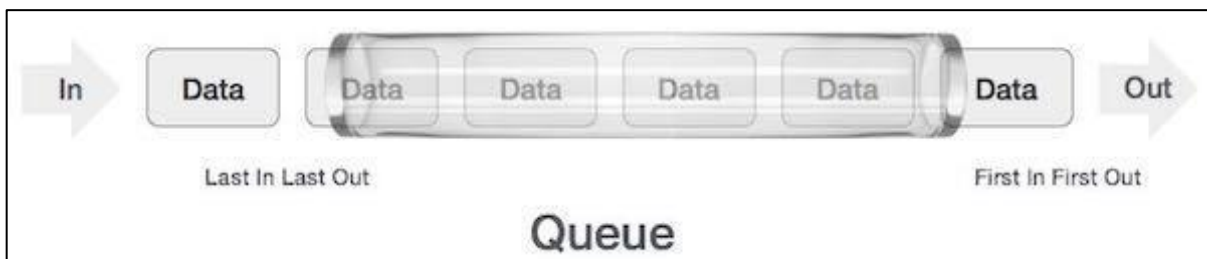 In Data Data Data Data Data Data Out
Last In Last Out First In First Out
Queue